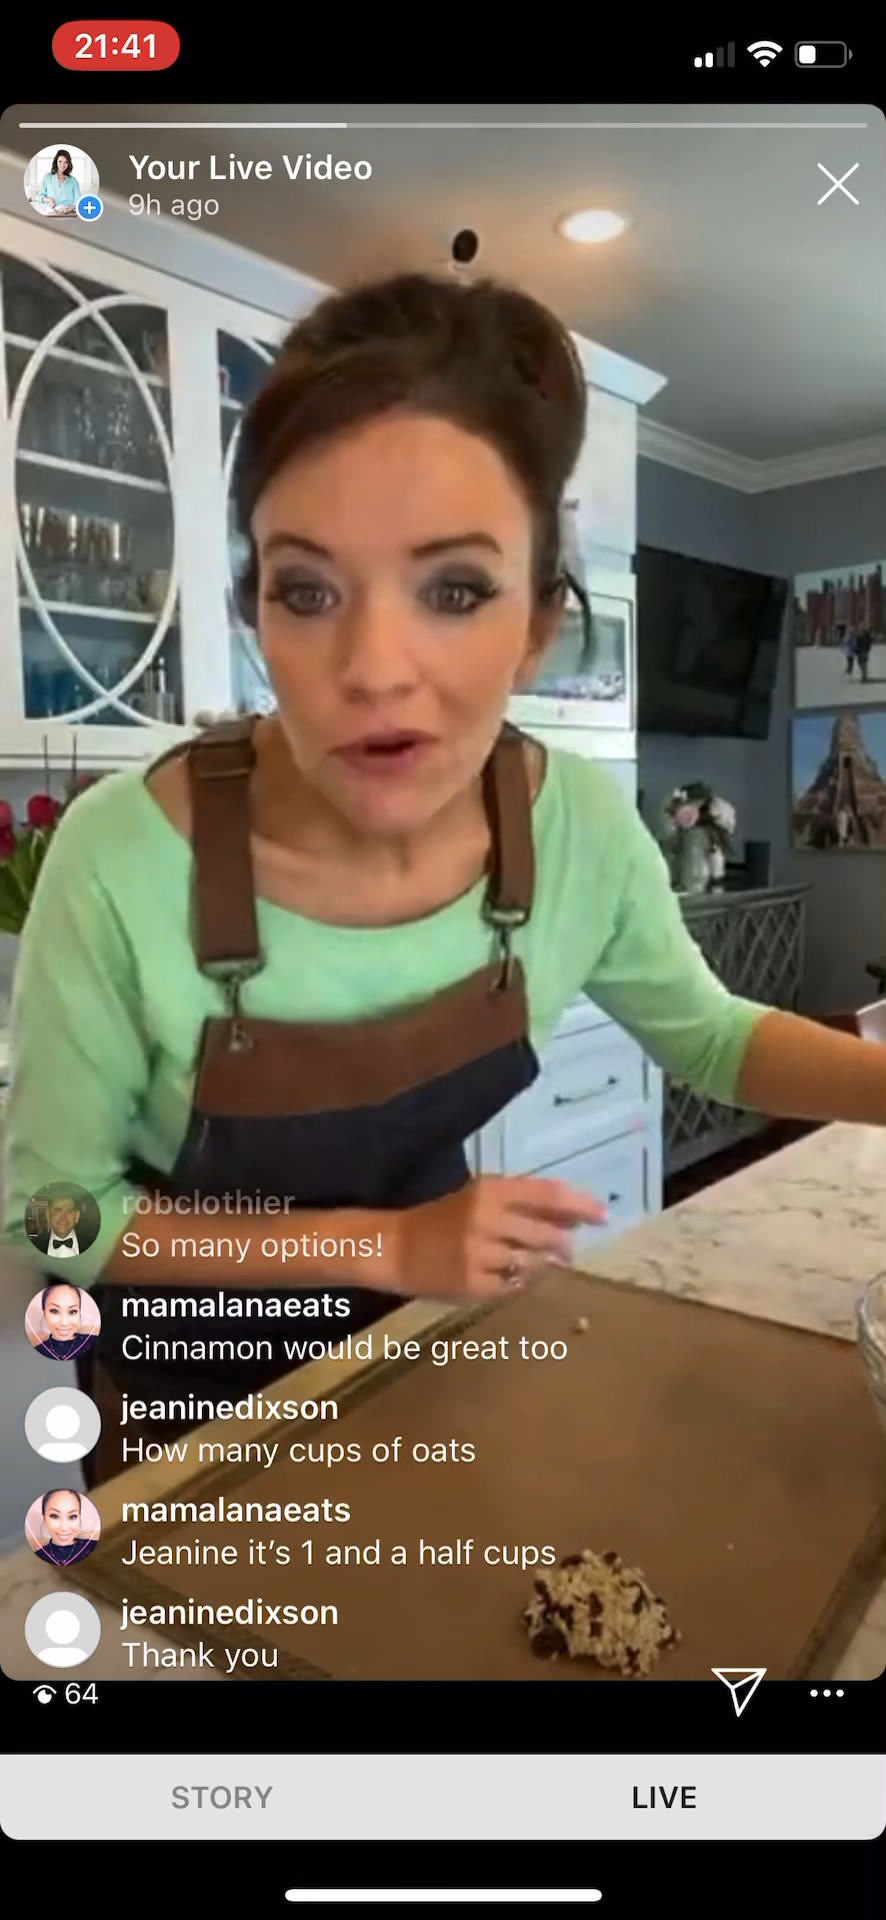 21:41
Your Live Video
9h ago
robclothier
So many options!
mamalanaeats
Cinnamon would be great too
jeaninedixson
How many cups of oats
mamalanaeats
Jeanine it’s 1 and a half cups
jeaninedixson
Thank you
64
STORY
LIVE